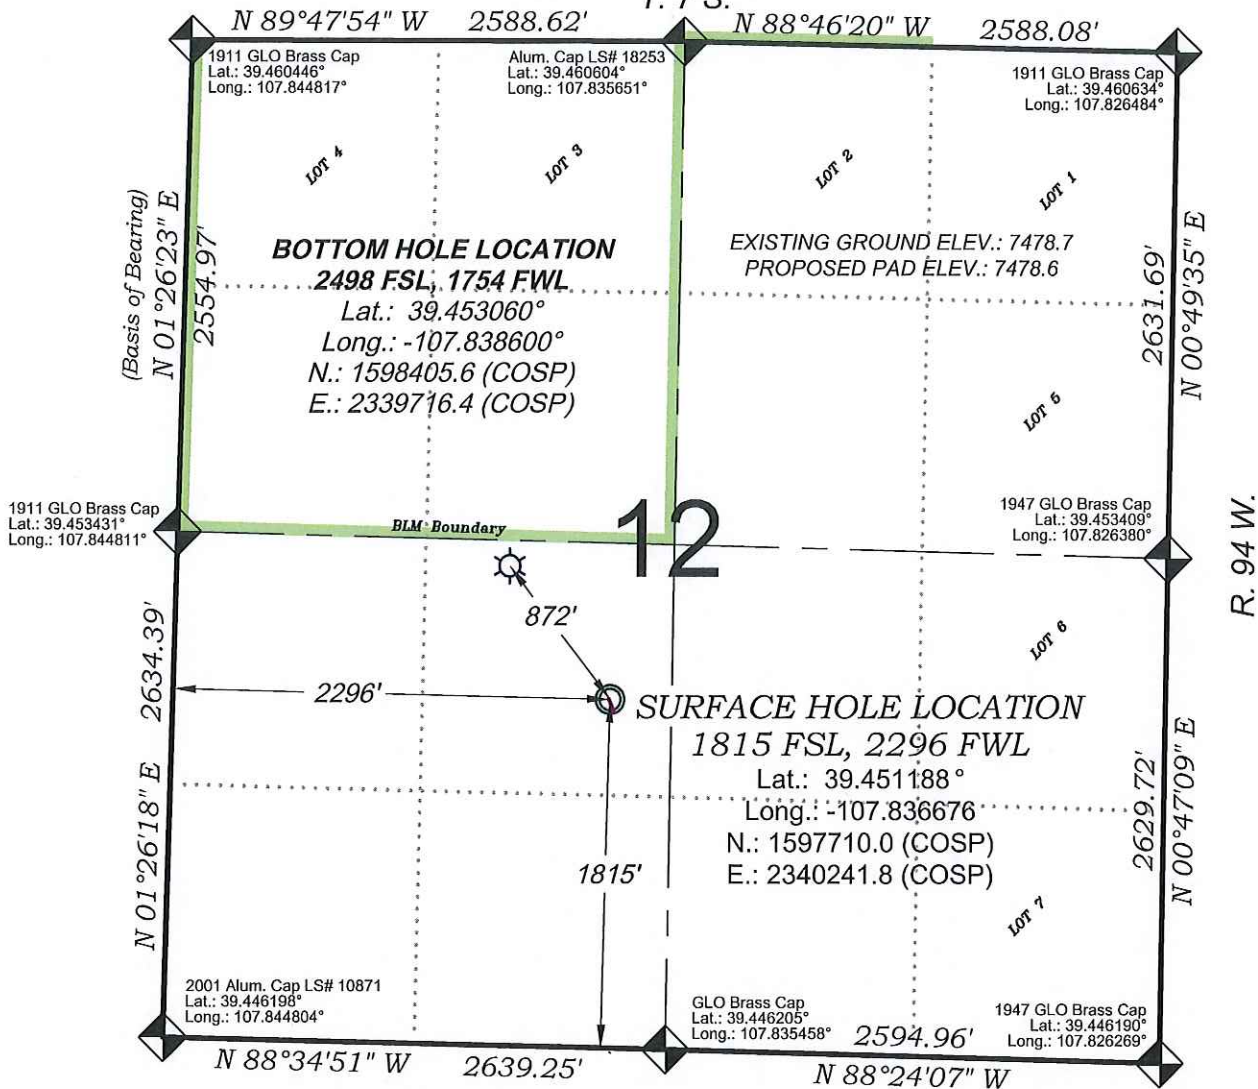 T. 7 S.
N 89°47'54" W 2588.62'
N 88°46'20" W 2588.08'
1911 GLO Brass Cap
Lat.: 39.460446°
Long.: 107.844817°
Alum. Cap LS# 18253
Lat.: 39.460604°
Long.: 107.835651°
1911 GLO Brass Cap
Lat.: 39.460634°
Long.: 107.826484°
LOT 4
LOT 3
LOT 2
LOT 1
(Basis of Bearing)
N 01°26'23" E
2554.97'
BOTTOM HOLE LOCATION
2498 FSL, 1754 FWL
Lat.: 39.453060°
Long.: -107.838600°
N.: 1598405.6 (COSP)
E.: 2339716.4 (COSP)
EXISTING GROUND ELEV.: 7478.7
PROPOSED PAD ELEV.: 7478.6
2631.69'
N 00°49'35" E
LOT 5
1911 GLO Brass Cap
Lat.: 39.453431°
Long.: 107.844811°
BLM Boundary
12
1947 GLO Brass Cap
Lat.: 39.453409°
Long.: 107.826380°
R. 94 W.
872'
LOT 6
2634.39'
N 01°26'18" E
2296'
SURFACE HOLE LOCATION
1815 FSL, 2296 FWL
Lat.: 39.451188°
Long.: -107.836676
N.: 1597710.0 (COSP)
E.: 2340241.8 (COSP)
1815'
2629.72'
N 00°47'09" E
LOT 7
2001 Alum. Cap LS# 10871
Lat.: 39.446198°
Long.: 107.844804°
GLO Brass Cap
Lat.: 39.446205°
Long.: 107.835458°
1947 GLO Brass Cap
Lat.: 39.446190°
Long.: 107.826269°
N 88°34'51" W 2639.25'
2594.96'
N 88°24'07" W